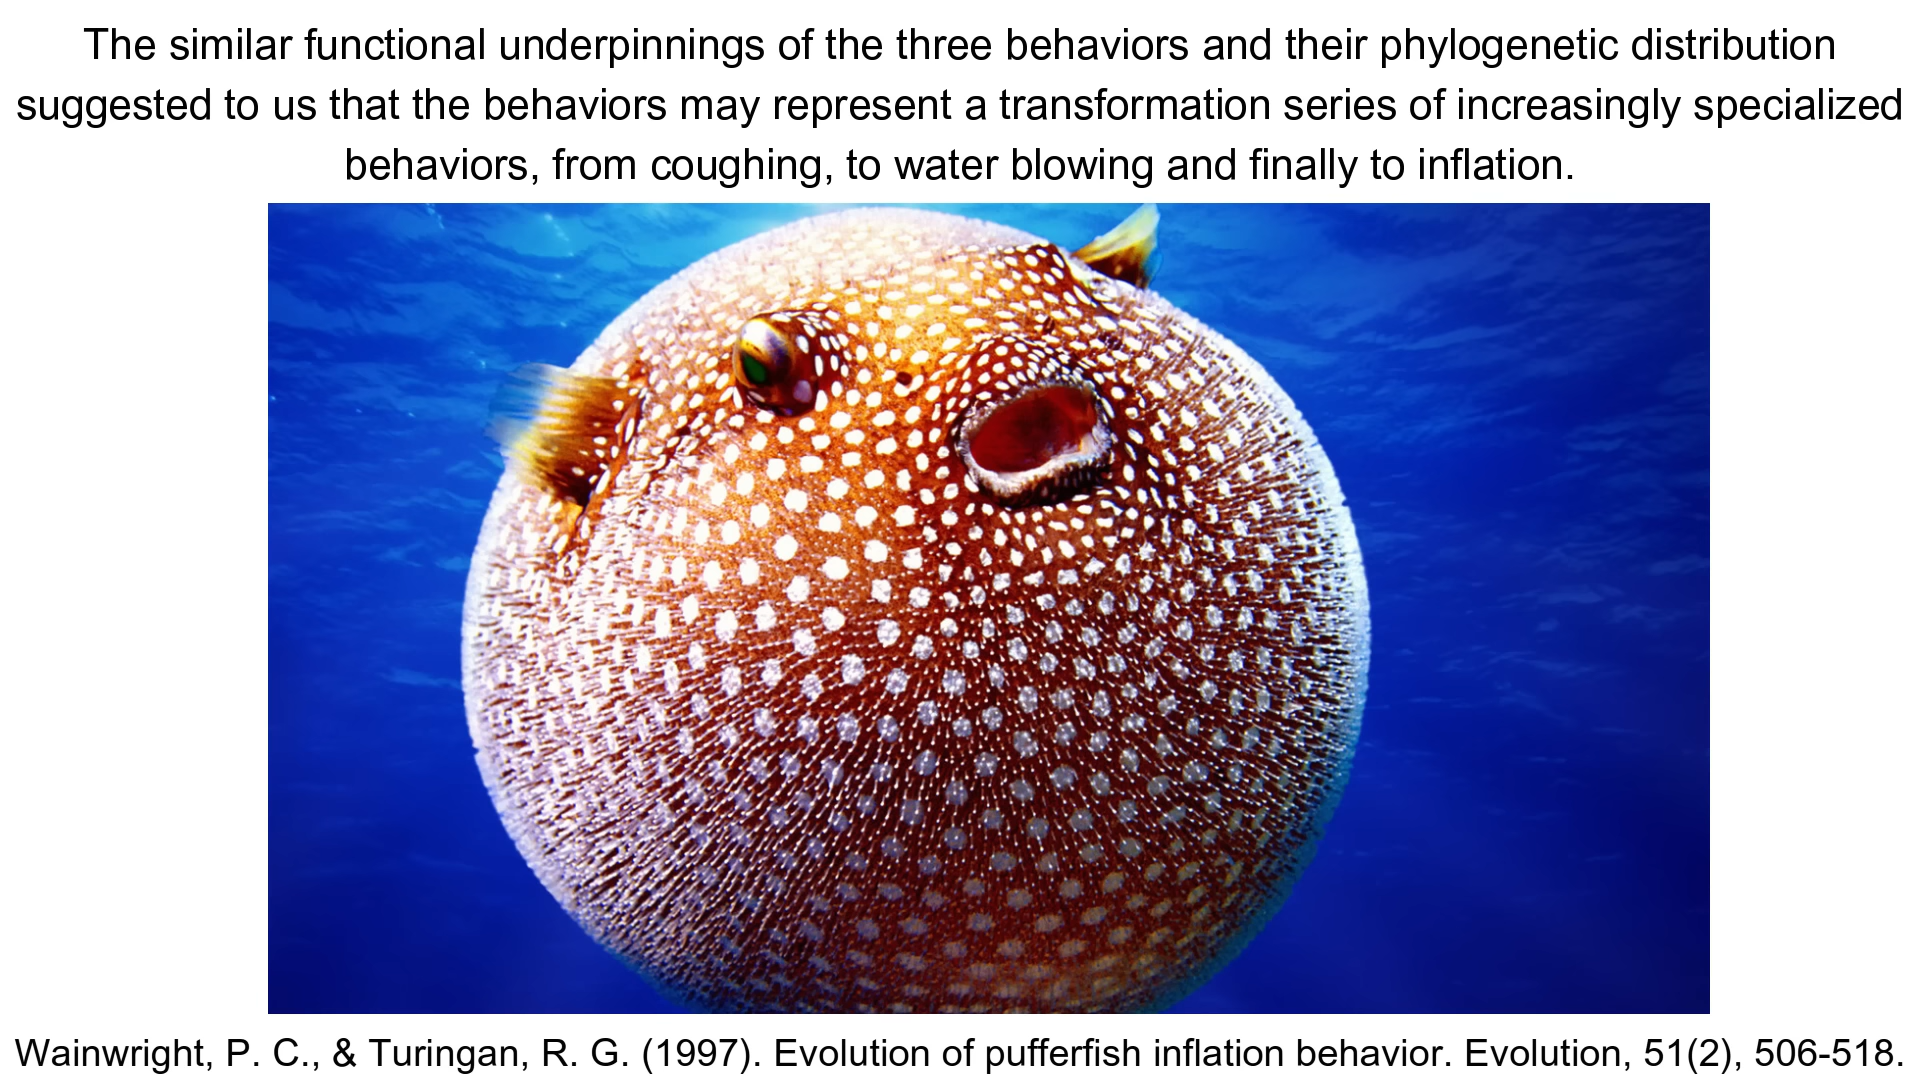 The similar functional underpinnings of the three behaviors and their phylogenetic distribution
suggested to us that the behaviors may represent a transformation series of increasingly specialized
behaviors, from coughing, to water blowing and finally to inflation.
Wainwright, P. C., & Turingan, R. G. (1997). Evolution of pufferfish inflation behavior. Evolution, 51(2), 506-518.